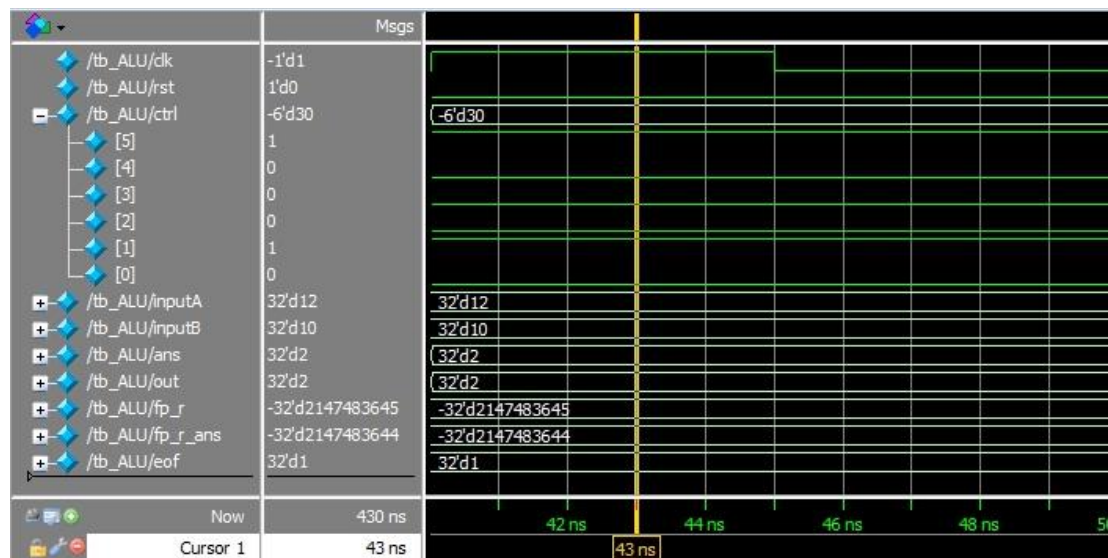 Msgs
/tb_ALU/clk -1'd1
/tb_ALU/rst 1'd0
/tb_ALU/ctrl -6'd30 -6'd30
[5] 1
[4] 0
[3] 0
[2] 0
[1] 1
[0] 0
/tb_ALU/inputA 32'd12 32'd12
/tb_ALU/inputB 32'd10 32'd10
/tb_ALU/ans 32'd2 32'd2
/tb_ALU/out 32'd2 32'd2
/tb_ALU/fp_r -32'd2147483645 -32'd2147483645
/tb_ALU/fp_r_ans -32'd2147483644 -32'd2147483644
/tb_ALU/eof 32'd1 32'd1
Now 430 ns 42 ns 44 ns 46 ns 48 ns
Cursor 1 43 ns 43 ns